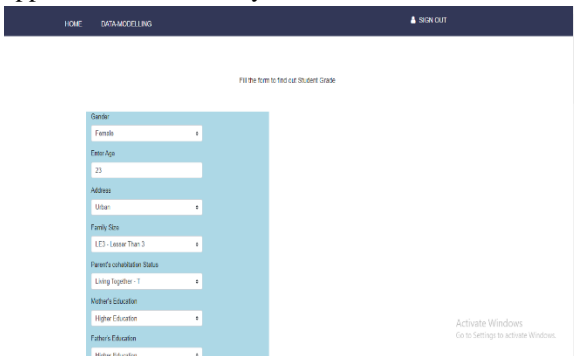 HOME DATA-MODELLING SIGN OUT
Fill the form to find out Student Grade
Gender
Female
Enter Age
23
Address
Urban
Family Size
LE3 - Lesser Than 3
Parent's cohabitation Status
Living Together - T
Mother's Education
Higher Education
Father's Education
Higher Education
Activate Windows
Go to Settings to activate Windows.